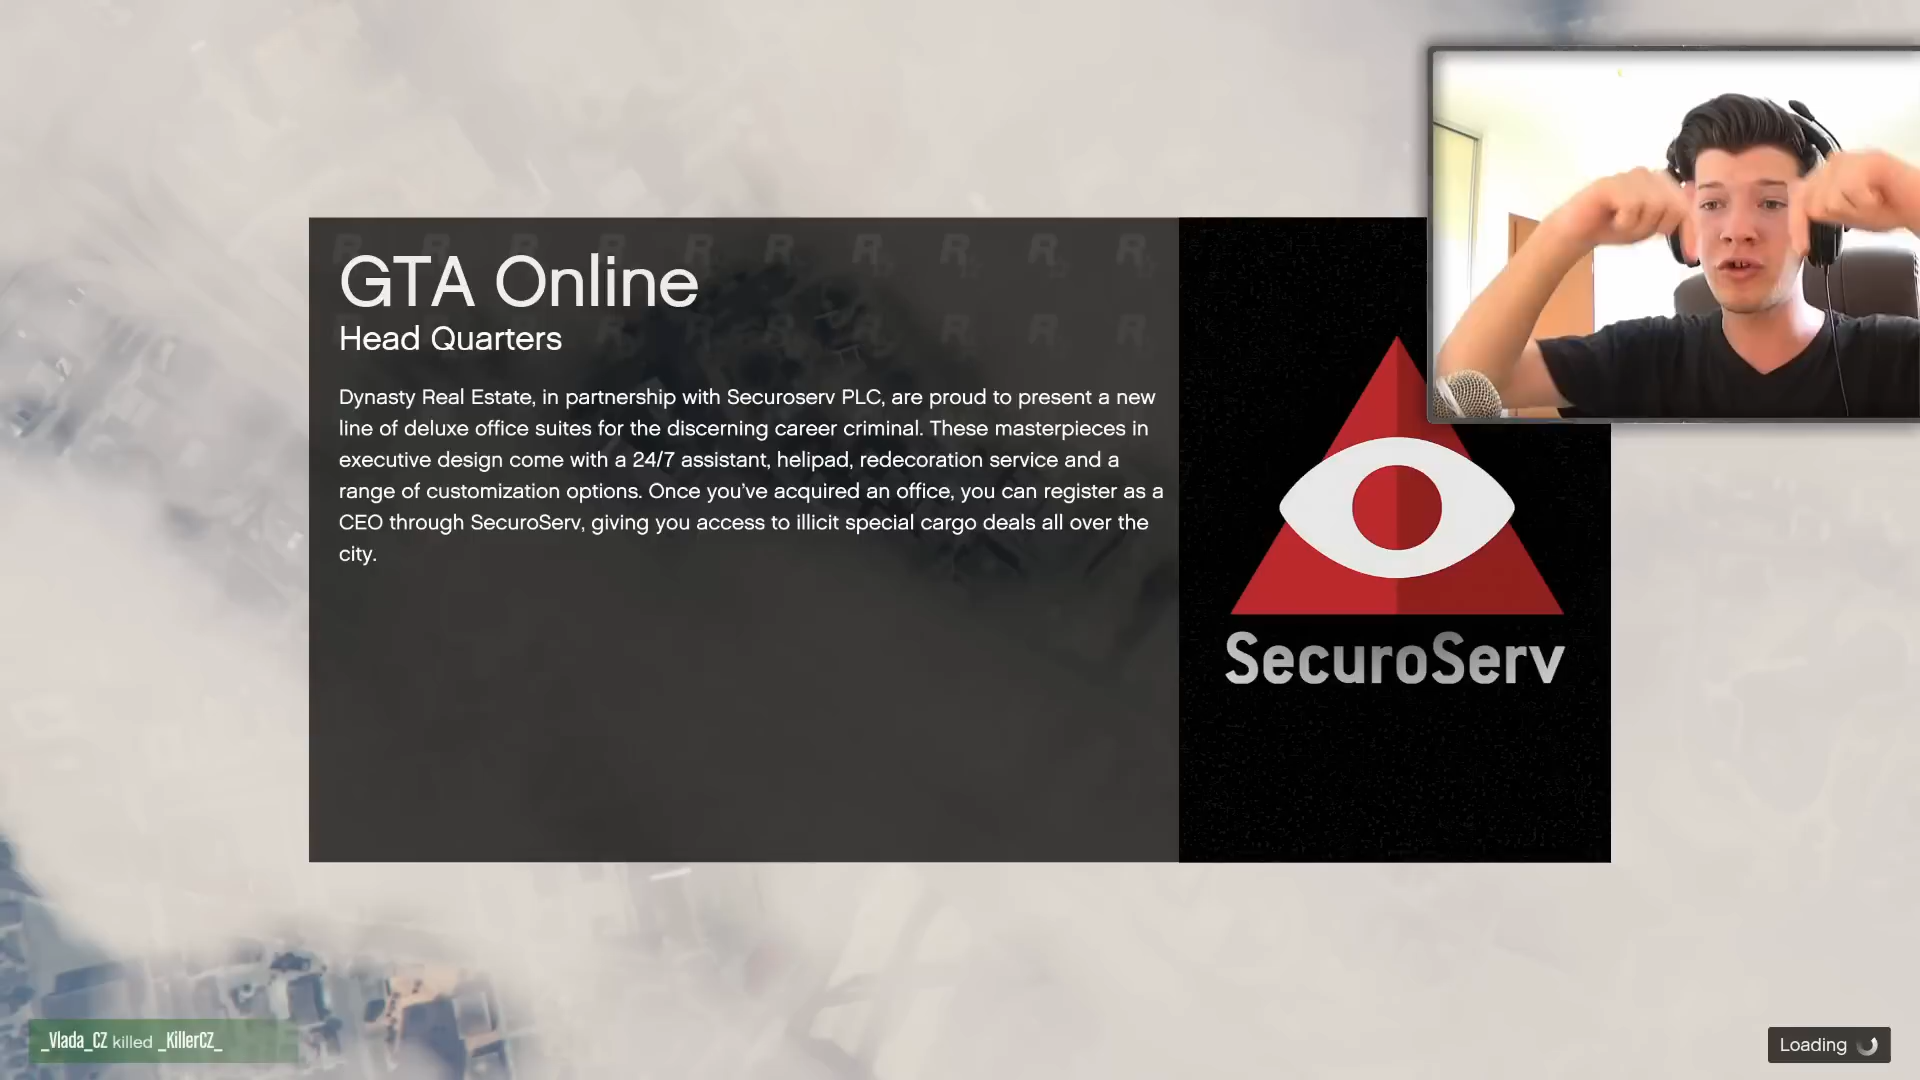 GTA Online
Head Quarters
Dynasty Real Estate, in partnership with Securoserv PLC, are proud to present a new
line of deluxe office suites for the discerning career criminal. These masterpieces in
executive design come with a 24/7 assistant, helipad, redecoration service and a
range of customization options. Once you've acquired an office, you can register as a
CEO through SecuroServ, giving you access to illicit special cargo deals all over the
city.
SecuroServ
_Vlada_CZ killed _KillerCZ_
Loading